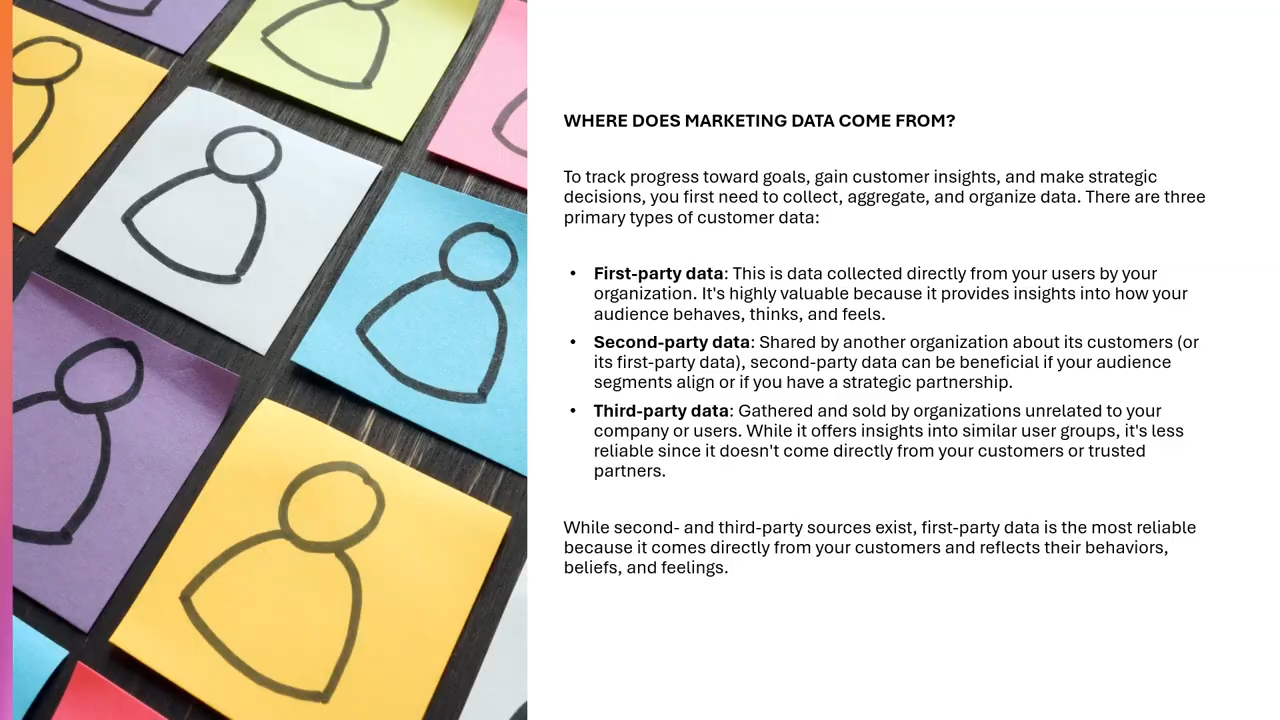 WHERE DOES MARKETING DATA COME FROM?
To track progress toward goals, gain customer insights, and make strategic
decisions, you first need to collect, aggregate, and organize data. There are three
primary types of customer data:
• First-party data: This is data collected directly from your users by your
organization. It's highly valuable because it provides insights into how your
audience behaves, thinks, and feels.
• Second-party data: Shared by another organization about its customers (or
its first-party data), second-party data can be beneficial if your audience
segments align or if you have a strategic partnership.
• Third-party data: Gathered and sold by organizations unrelated to your
company or users. While it offers insights into similar user groups, it's less
reliable since it doesn't come directly from your customers or trusted
partners.
While second- and third-party sources exist, first-party data is the most reliable
because it comes directly from your customers and reflects their behaviors,
beliefs, and feelings.